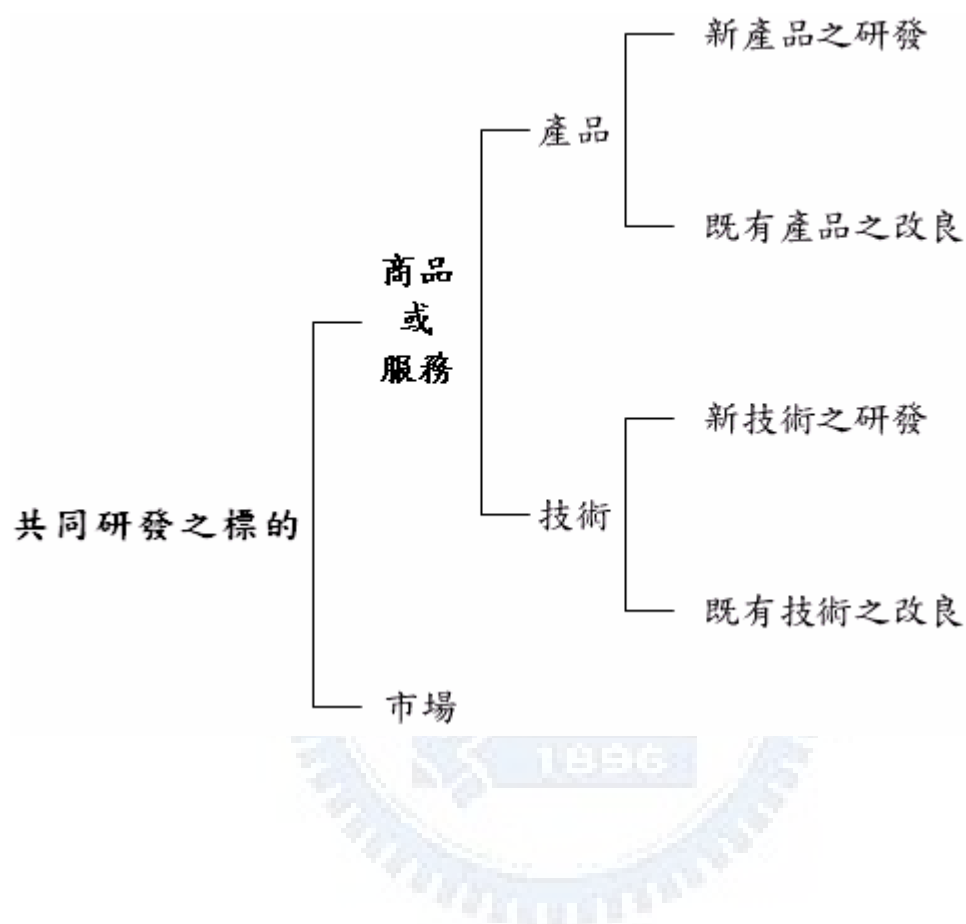 新產品之研發
產品
既有產品之改良
商品
或
服務
新技術之研發
共同研發之標的
技術
既有技術之改良
市場
1896